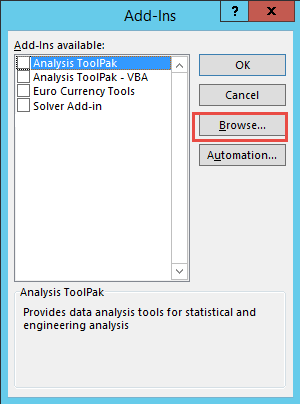 Add-Ins
?
x
Add-Ins available:
Analysis ToolPak
Analysis ToolPak - VBA
Euro Currency Tools
Solver Add-in
OK
Cancel
Browse...
Automation...
Analysis ToolPak
Provides data analysis tools for statistical and
engineering analysis